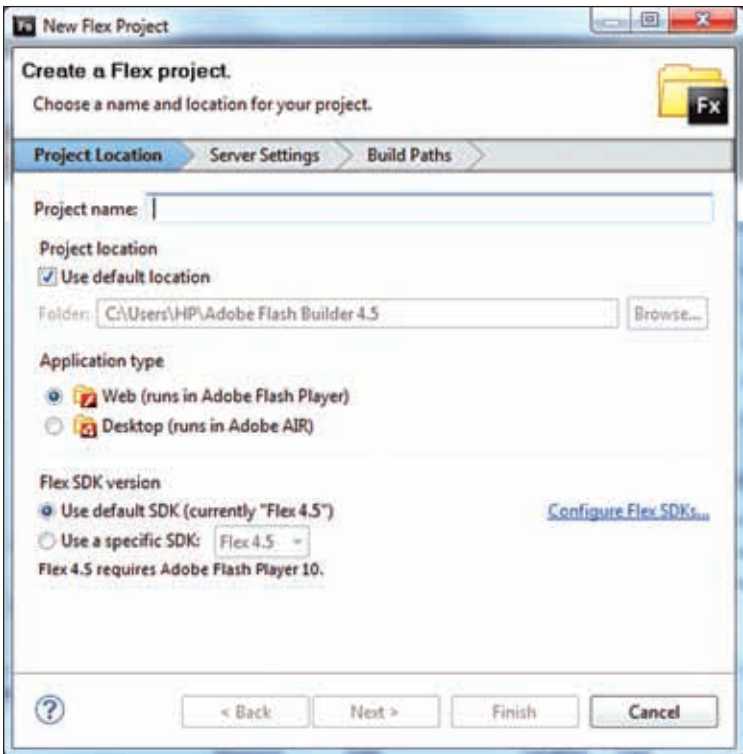 Fx New Flex Project
Create a Flex project.
Choose a name and location for your project.
Fx
Project Location Server Settings Build Paths
Project name:
Project location
Use default location
Folder: C:\Users\HP\Adobe Flash Builder 4.5 Browse...
Application type
Web (runs in Adobe Flash Player)
Desktop (runs in Adobe AIR)
Flex SDK version
Use default SDK (currently "Flex 4.5") Configure Flex SDKs...
Use a specific SDK: Flex 4.5
Flex 4.5 requires Adobe Flash Player 10.
? < Back Next > Finish Cancel